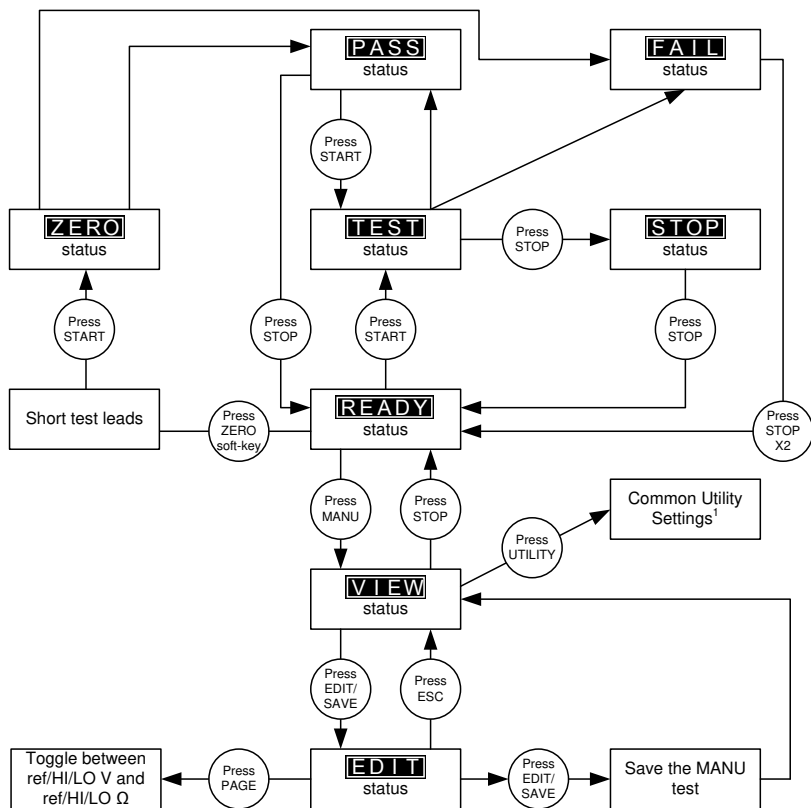 PASS
status
FAIL
status
Press
START
ZERO
status
TEST
status
Press
STOP
STOP
status
Press
START
Press
STOP
Press
START
Press
STOP
Short test leads
Press
ZERO
soft-key
READY
status
Press
STOP
X2
Press
MANU
Press
STOP
Common Utility
Settings¹
Press
UTILITY
VIEW
status
Press
EDIT/
SAVE
Press
ESC
Toggle between
ref/HI/LO V and
ref/HI/LO Ω
Press
PAGE
EDIT
status
Press
EDIT/
SAVE
Save the MANU
test